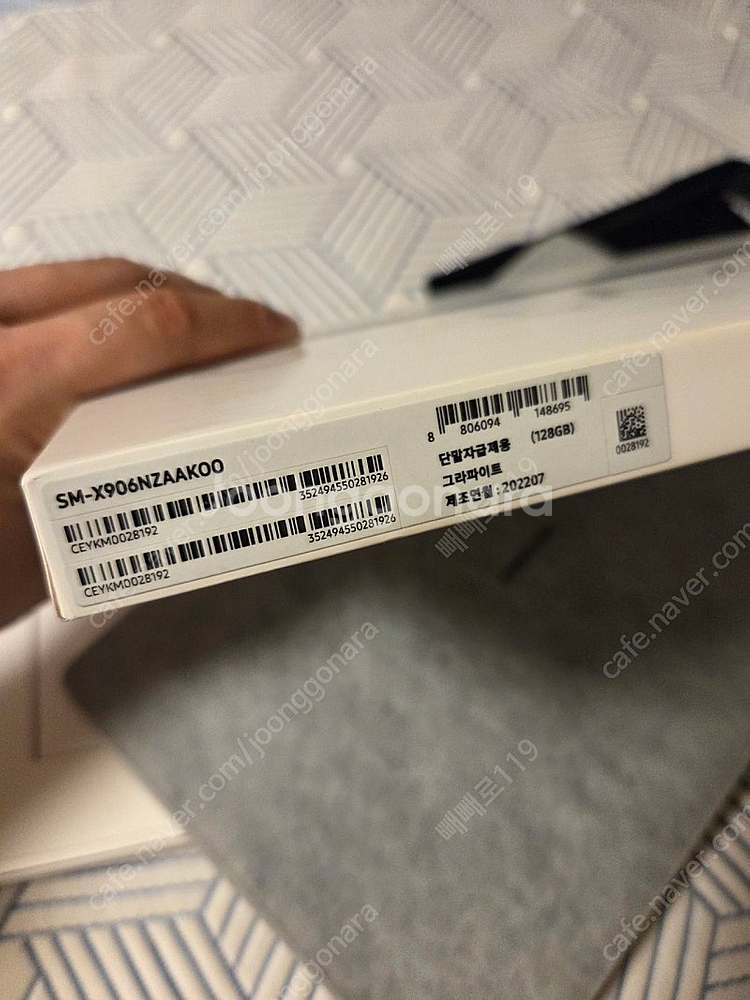 SM-X906NZAAKOO
352494550281926
CEYKM0028192
352494550281926
CEYKM0028192
8 806094 148695
단말자급제용 (128GB)
그라파이트
제조연월 : 202207
0028192
Joonggonara
cafe.naver.com/joonggonara
빼빼로119